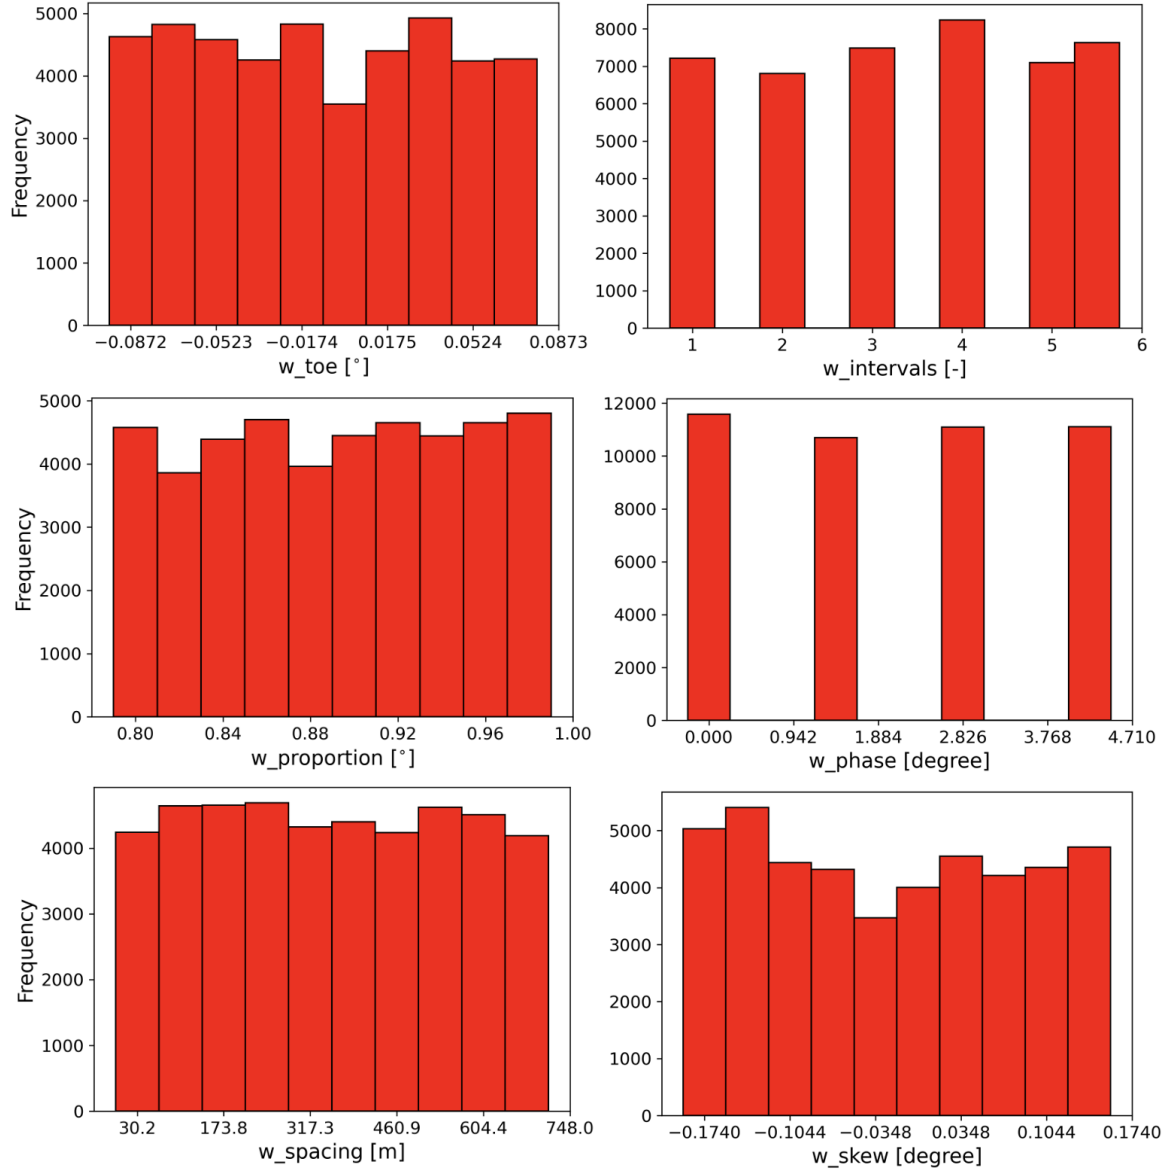 5000
4000
3000
2000
1000
0
Frequency
−0.0872 −0.0523 −0.0174 0.0175 0.0524 0.0873
w_toe [°]
8000
7000
6000
5000
4000
3000
2000
1000
0
1 2 3 4 5 6
w_intervals [-]
5000
4000
3000
2000
1000
0
Frequency
0.80 0.84 0.88 0.92 0.96 1.00
w_proportion [°]
12000
10000
8000
6000
4000
2000
0
0.000 0.942 1.884 2.826 3.768 4.710
w_phase [degree]
4000
3000
2000
1000
0
Frequency
30.2 173.8 317.3 460.9 604.4 748.0
w_spacing [m]
5000
4000
3000
2000
1000
0
−0.1740 −0.1044 −0.0348 0.0348 0.1044 0.1740
w_skew [degree]